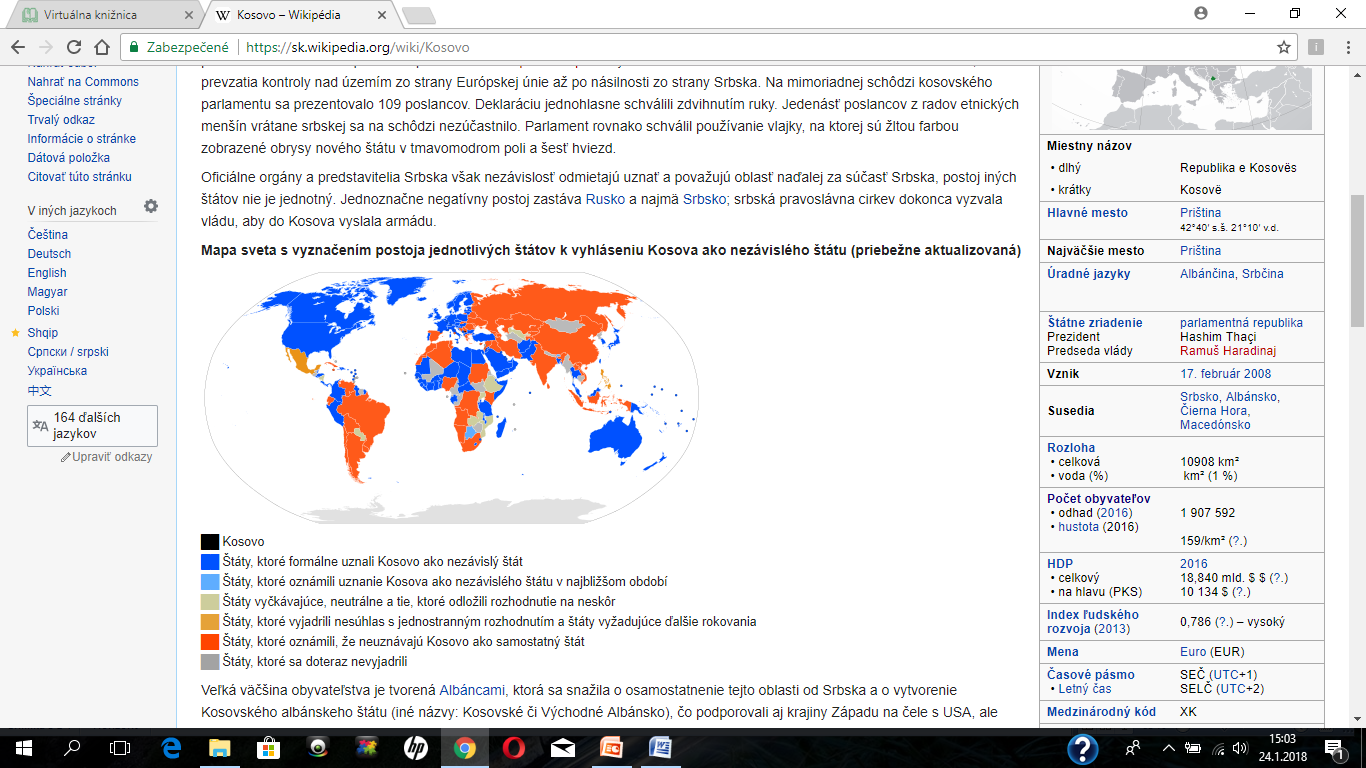 Virtuálna knižnica
Kosovo – Wikipédia
Zabezpečené
https://sk.wikipedia.org/wiki/Kosovo
Nahrať na Commons
Špeciálne stránky
Trvalý odkaz
Informácie o stránke
Dátová položka
Citovať túto stránku
V iných jazykoch
Čeština
Deutsch
English
Magyar
Polski
Shqip
Српски / srpski
Українська
中文
164 ďalších
jazykov
Upraviť odkazy
prevzatia kontroly nad územím zo strany Európskej únie až po násilnosti zo strany Srbska. Na mimoriadnej schôdzi kosovského
parlamentu sa prezentovalo 109 poslancov. Deklaráciu jednohlasne schválili zdvihnutím ruky. Jedenásť poslancov z radov etnických
menšín vrátane srbskej sa na schôdzi nezúčastnilo. Parlament rovnako schválil používanie vlajky, na ktorej sú žltou farbou
zobrazené obrysy nového štátu v tmavomodrom poli a šesť hviezd.
Oficiálne orgány a predstavitelia Srbska však nezávislosť odmietajú uznať a považujú oblasť naďalej za súčasť Srbska, postoj iných
štátov nie je jednotný. Jednoznačne negatívny postoj zastáva Rusko a najmä Srbsko; srbská pravoslávna cirkev dokonca vyzvala
vládu, aby do Kosova vyslala armádu.
Mapa sveta s vyznačením postoja jednotlivých štátov k vyhláseniu Kosova ako nezávislého štátu (priebežne aktualizovaná)
Kosovo
Štáty, ktoré formálne uznali Kosovo ako nezávislý štát
Štáty, ktoré oznámili uznanie Kosova ako nezávislého štátu v najbližšom období
Štáty vyčkávajúce, neutrálne a tie, ktoré odložili rozhodnutie na neskôr
Štáty, ktoré vyjadrili nesúhlas s jednostranným rozhodnutím a štáty vyžadujúce ďalšie rokovania
Štáty, ktoré oznámili, že neuznávajú Kosovo ako samostatný štát
Štáty, ktoré sa doteraz nevyjadrili
Veľká väčšina obyvateľstva je tvorená Albáncami, ktorá sa snažila o osamostatnenie tejto oblasti od Srbska a o vytvorenie
Kosovského albánskeho štátu (iné názvy: Kosovské či Východné Albánsko), čo podporovali aj krajiny Západu na čele s USA, ale
Miestny názov
• dlhý Republika e Kosovës
• krátky Kosovë
Hlavné mesto Priština
42°40' s.š. 21°10' v.d.
Najväčšie mesto Priština
Úradné jazyky Albánčina, Srbčina
Štátne zriadenie parlamentná republika
Prezident Hashim Thaçi
Predseda vlády Ramuš Haradinaj
Vznik 17. február 2008
Susedia Srbsko, Albánsko,
Čierna Hora,
Macedónsko
Rozloha
• celková 10908 km²
• voda (%) km² (1 %)
Počet obyvateľov
• odhad (2016) 1 907 592
• hustota (2016)
159/km² (?.)
HDP 2016
• celkový 18,840 mld. $ $ (?.)
• na hlavu (PKS) 10 134 $ (?.)
Index ľudského
rozvoja (2013) 0,786 (?.) – vysoký
Mena Euro (EUR)
Časové pásmo SEČ (UTC+1)
• Letný čas SELČ (UTC+2)
Medzinárodný kód XK
15:03
24.1.2018
1